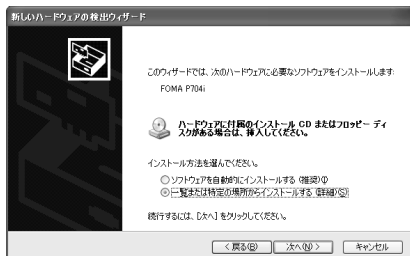 新しいハードウェアの検出ウィザード
このウィザードでは、次のハードウェアに必要なソフトウェアをインストールします:
FOMA P704i
ハードウェアに付属のインストール CD またはフロッピー ディ
スクがある場合は、挿入してください。
インストール方法を選んでください。
ソフトウェアを自動的にインストールする (推奨)(I)
一覧または特定の場所からインストールする (詳細)(S)
続行するには、[次へ] をクリックしてください。
< 戻る(B) 次へ(N) > キャンセル